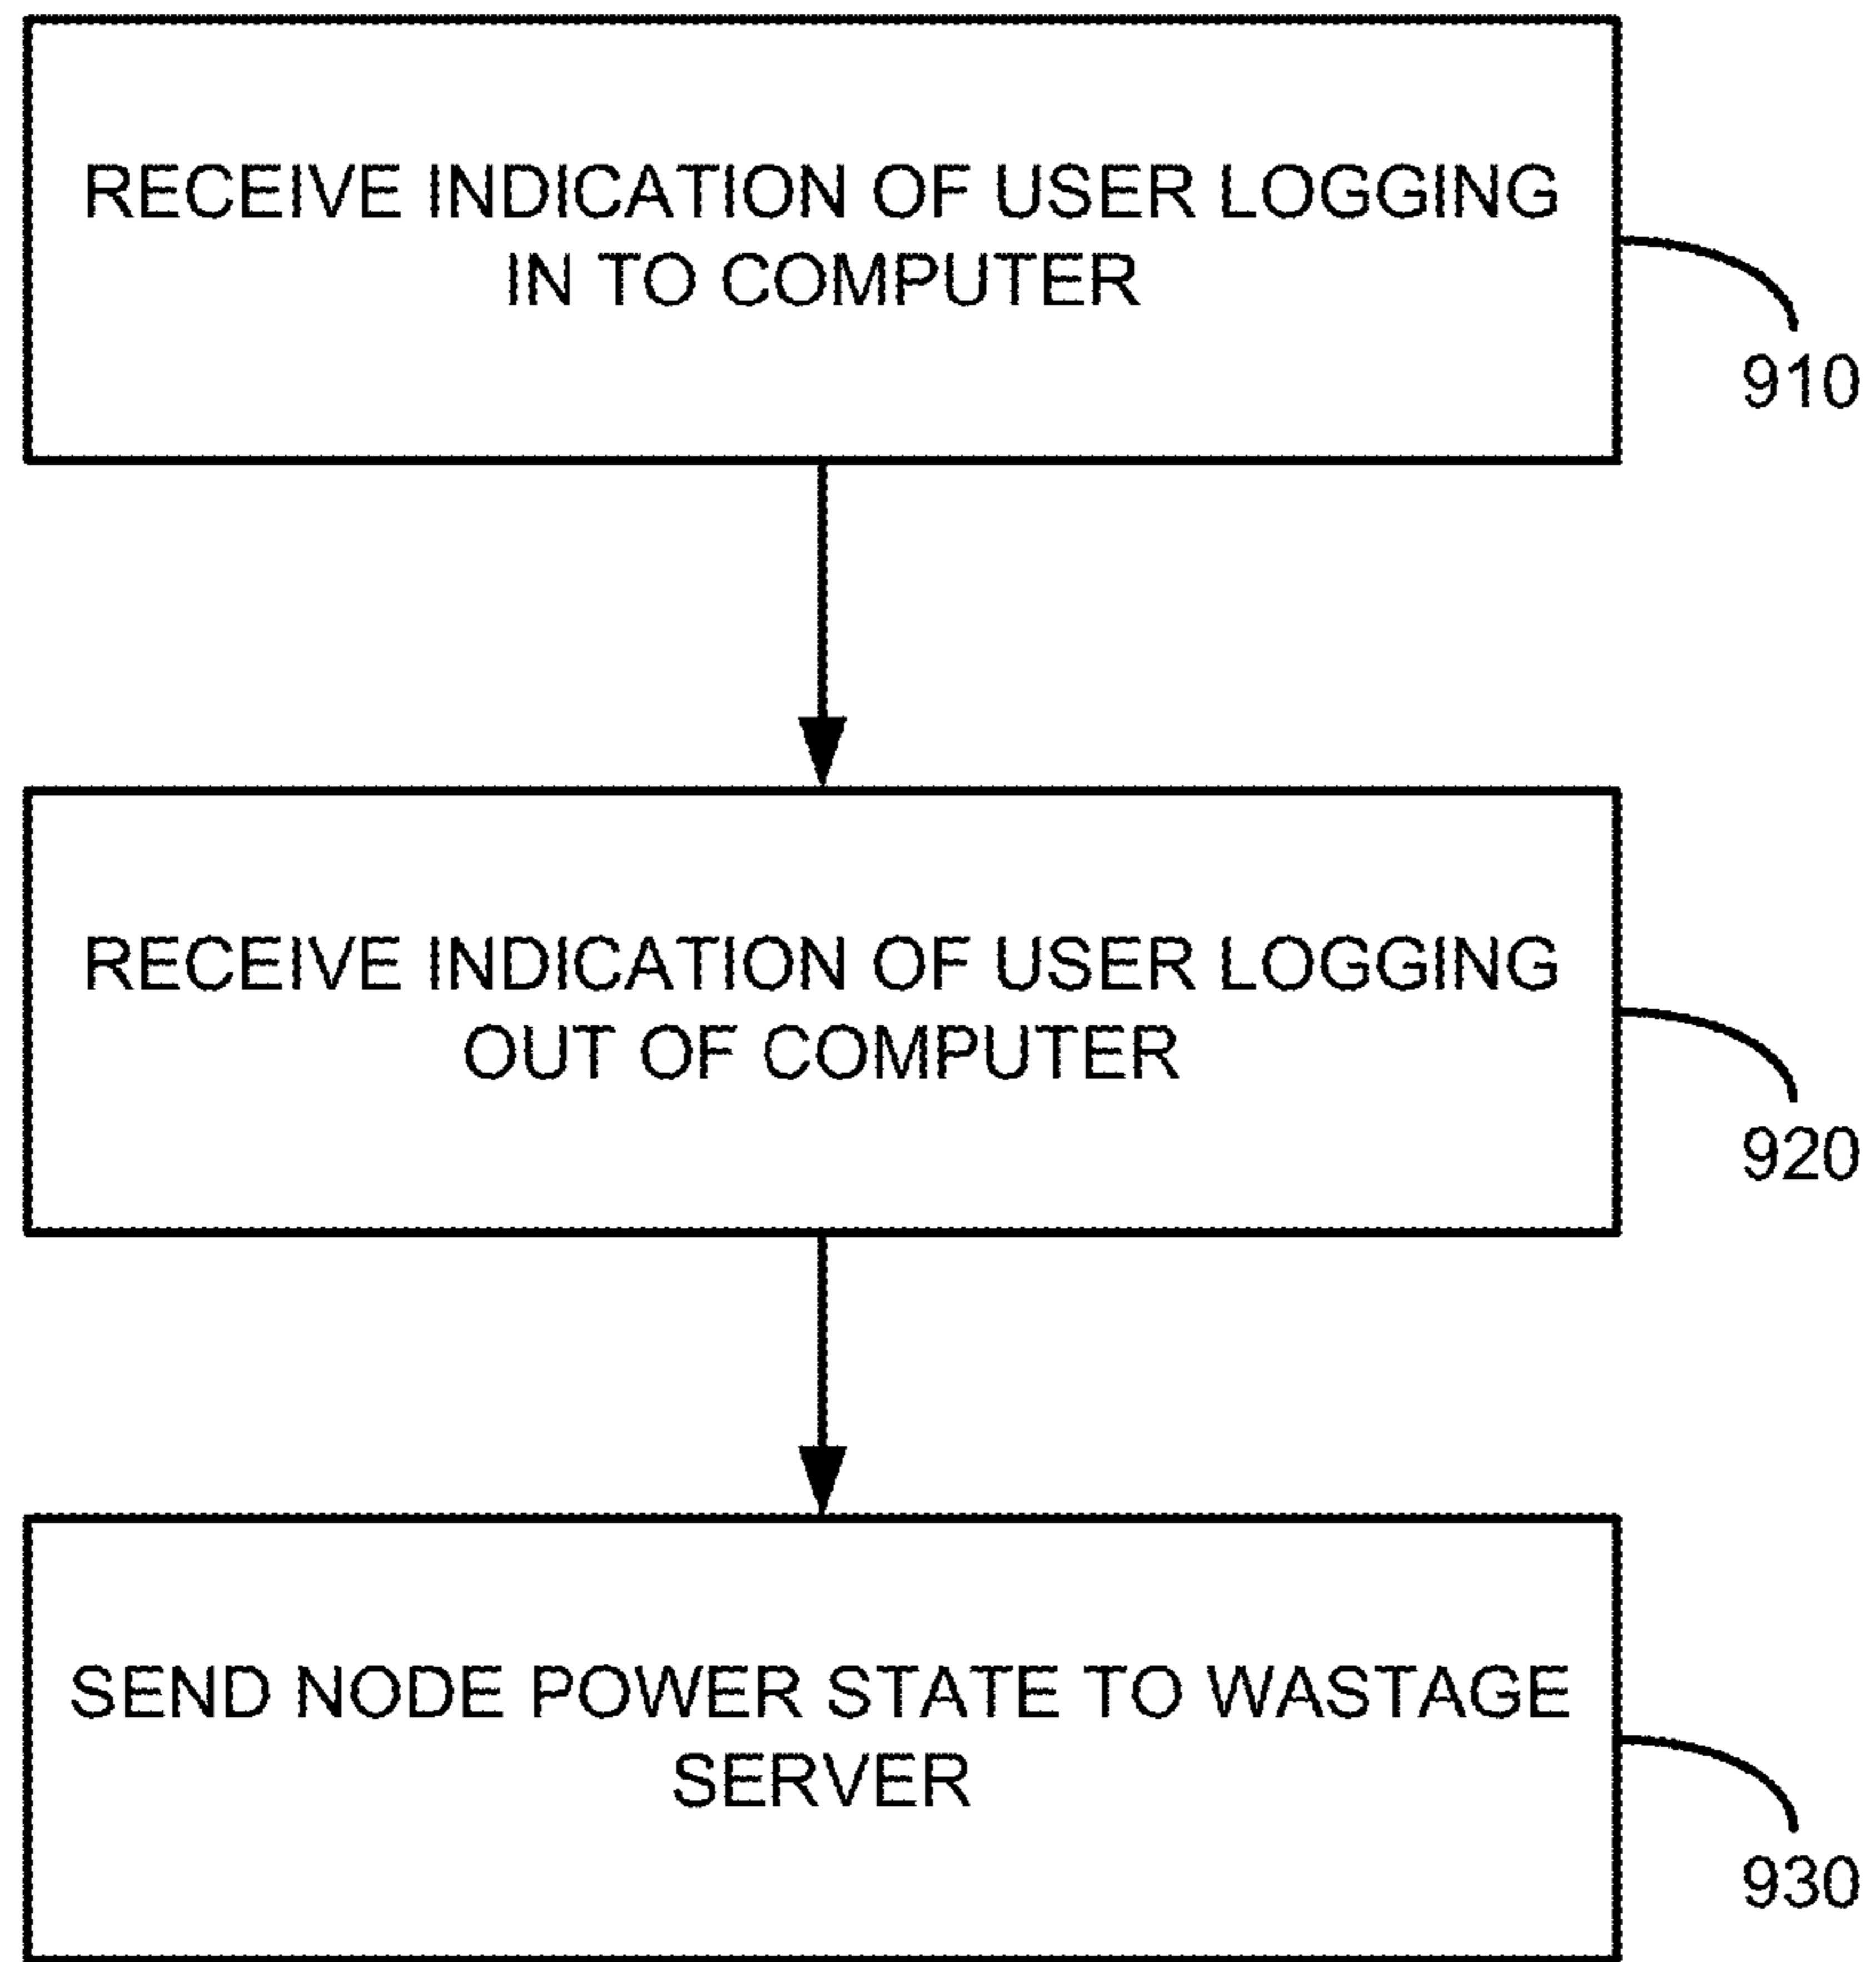 RECEIVE INDICATION OF USER LOGGING
IN TO COMPUTER
910
RECEIVE INDICATION OF USER LOGGING
OUT OF COMPUTER
920
SEND NODE POWER STATE TO WASTAGE
SERVER
930